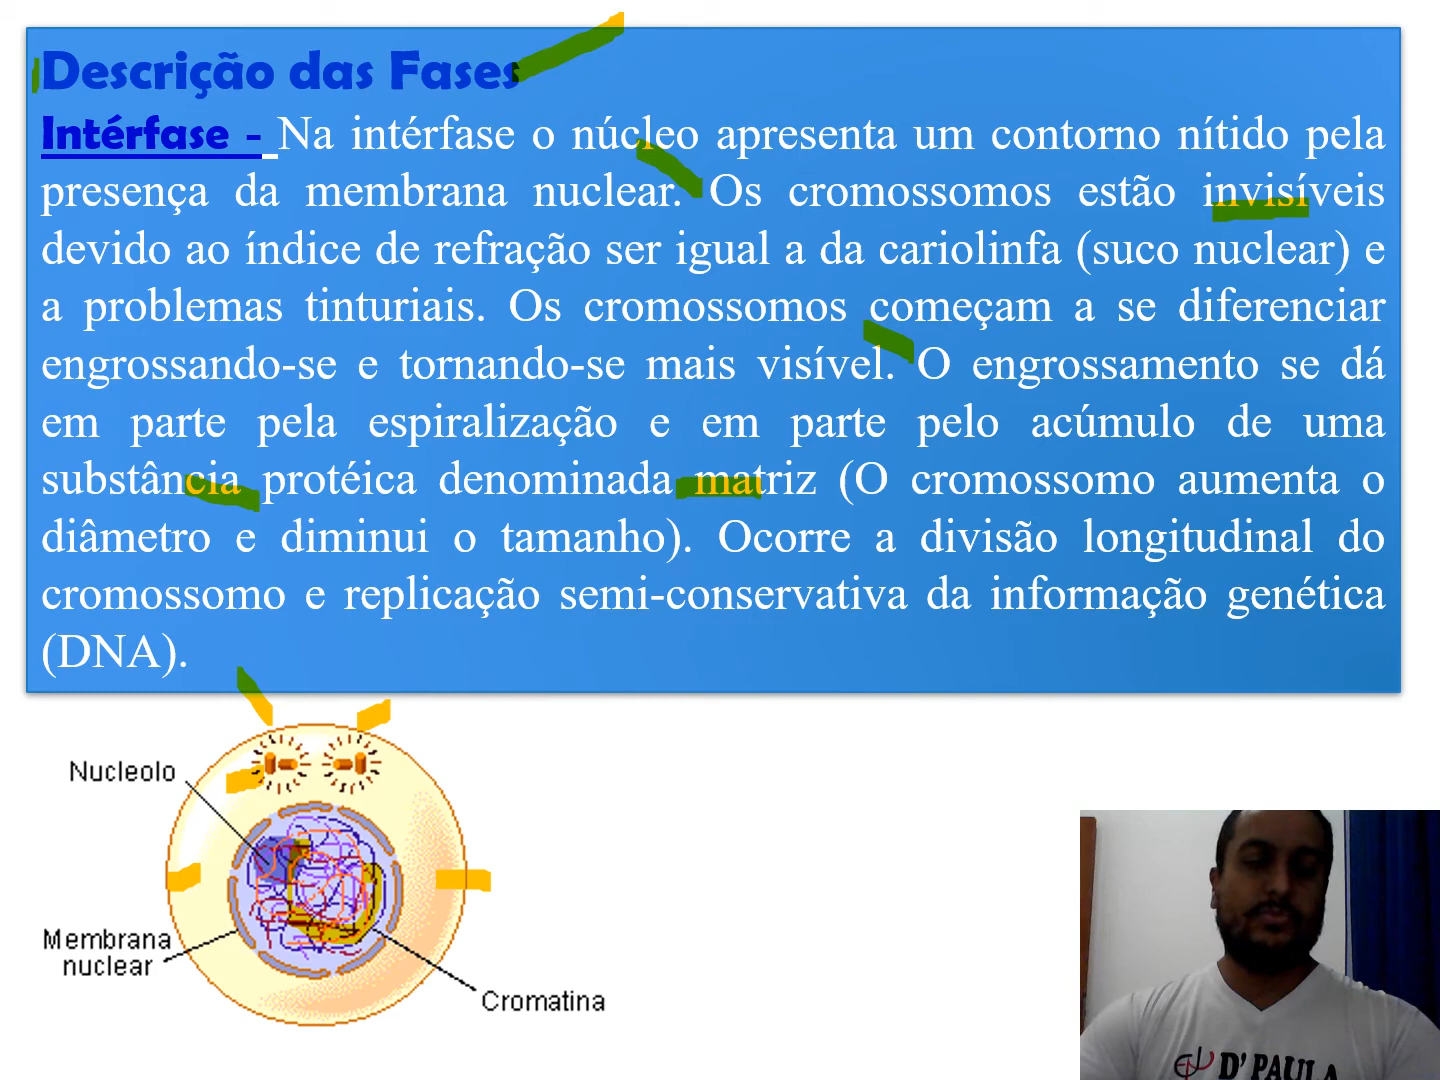 Descrição das Fases
Intérfase - Na intérfase o núcleo apresenta um contorno nítido pela
presença da membrana nuclear. Os cromossomos estão invisíveis
devido ao índice de refração ser igual a da cariolinfa (suco nuclear) e
a problemas tinturiais. Os cromossomos começam a se diferenciar
engrossando-se e tornando-se mais visível. O engrossamento se dá
em parte pela espiralização e em parte pelo acúmulo de uma
substância protéica denominada matriz (O cromossomo aumenta o
diâmetro e diminui o tamanho). Ocorre a divisão longitudinal do
cromossomo e replicação semi-conservativa da informação genética
(DNA).
Nucleolo
Membrana
nuclear
Cromatina
D'PAULA